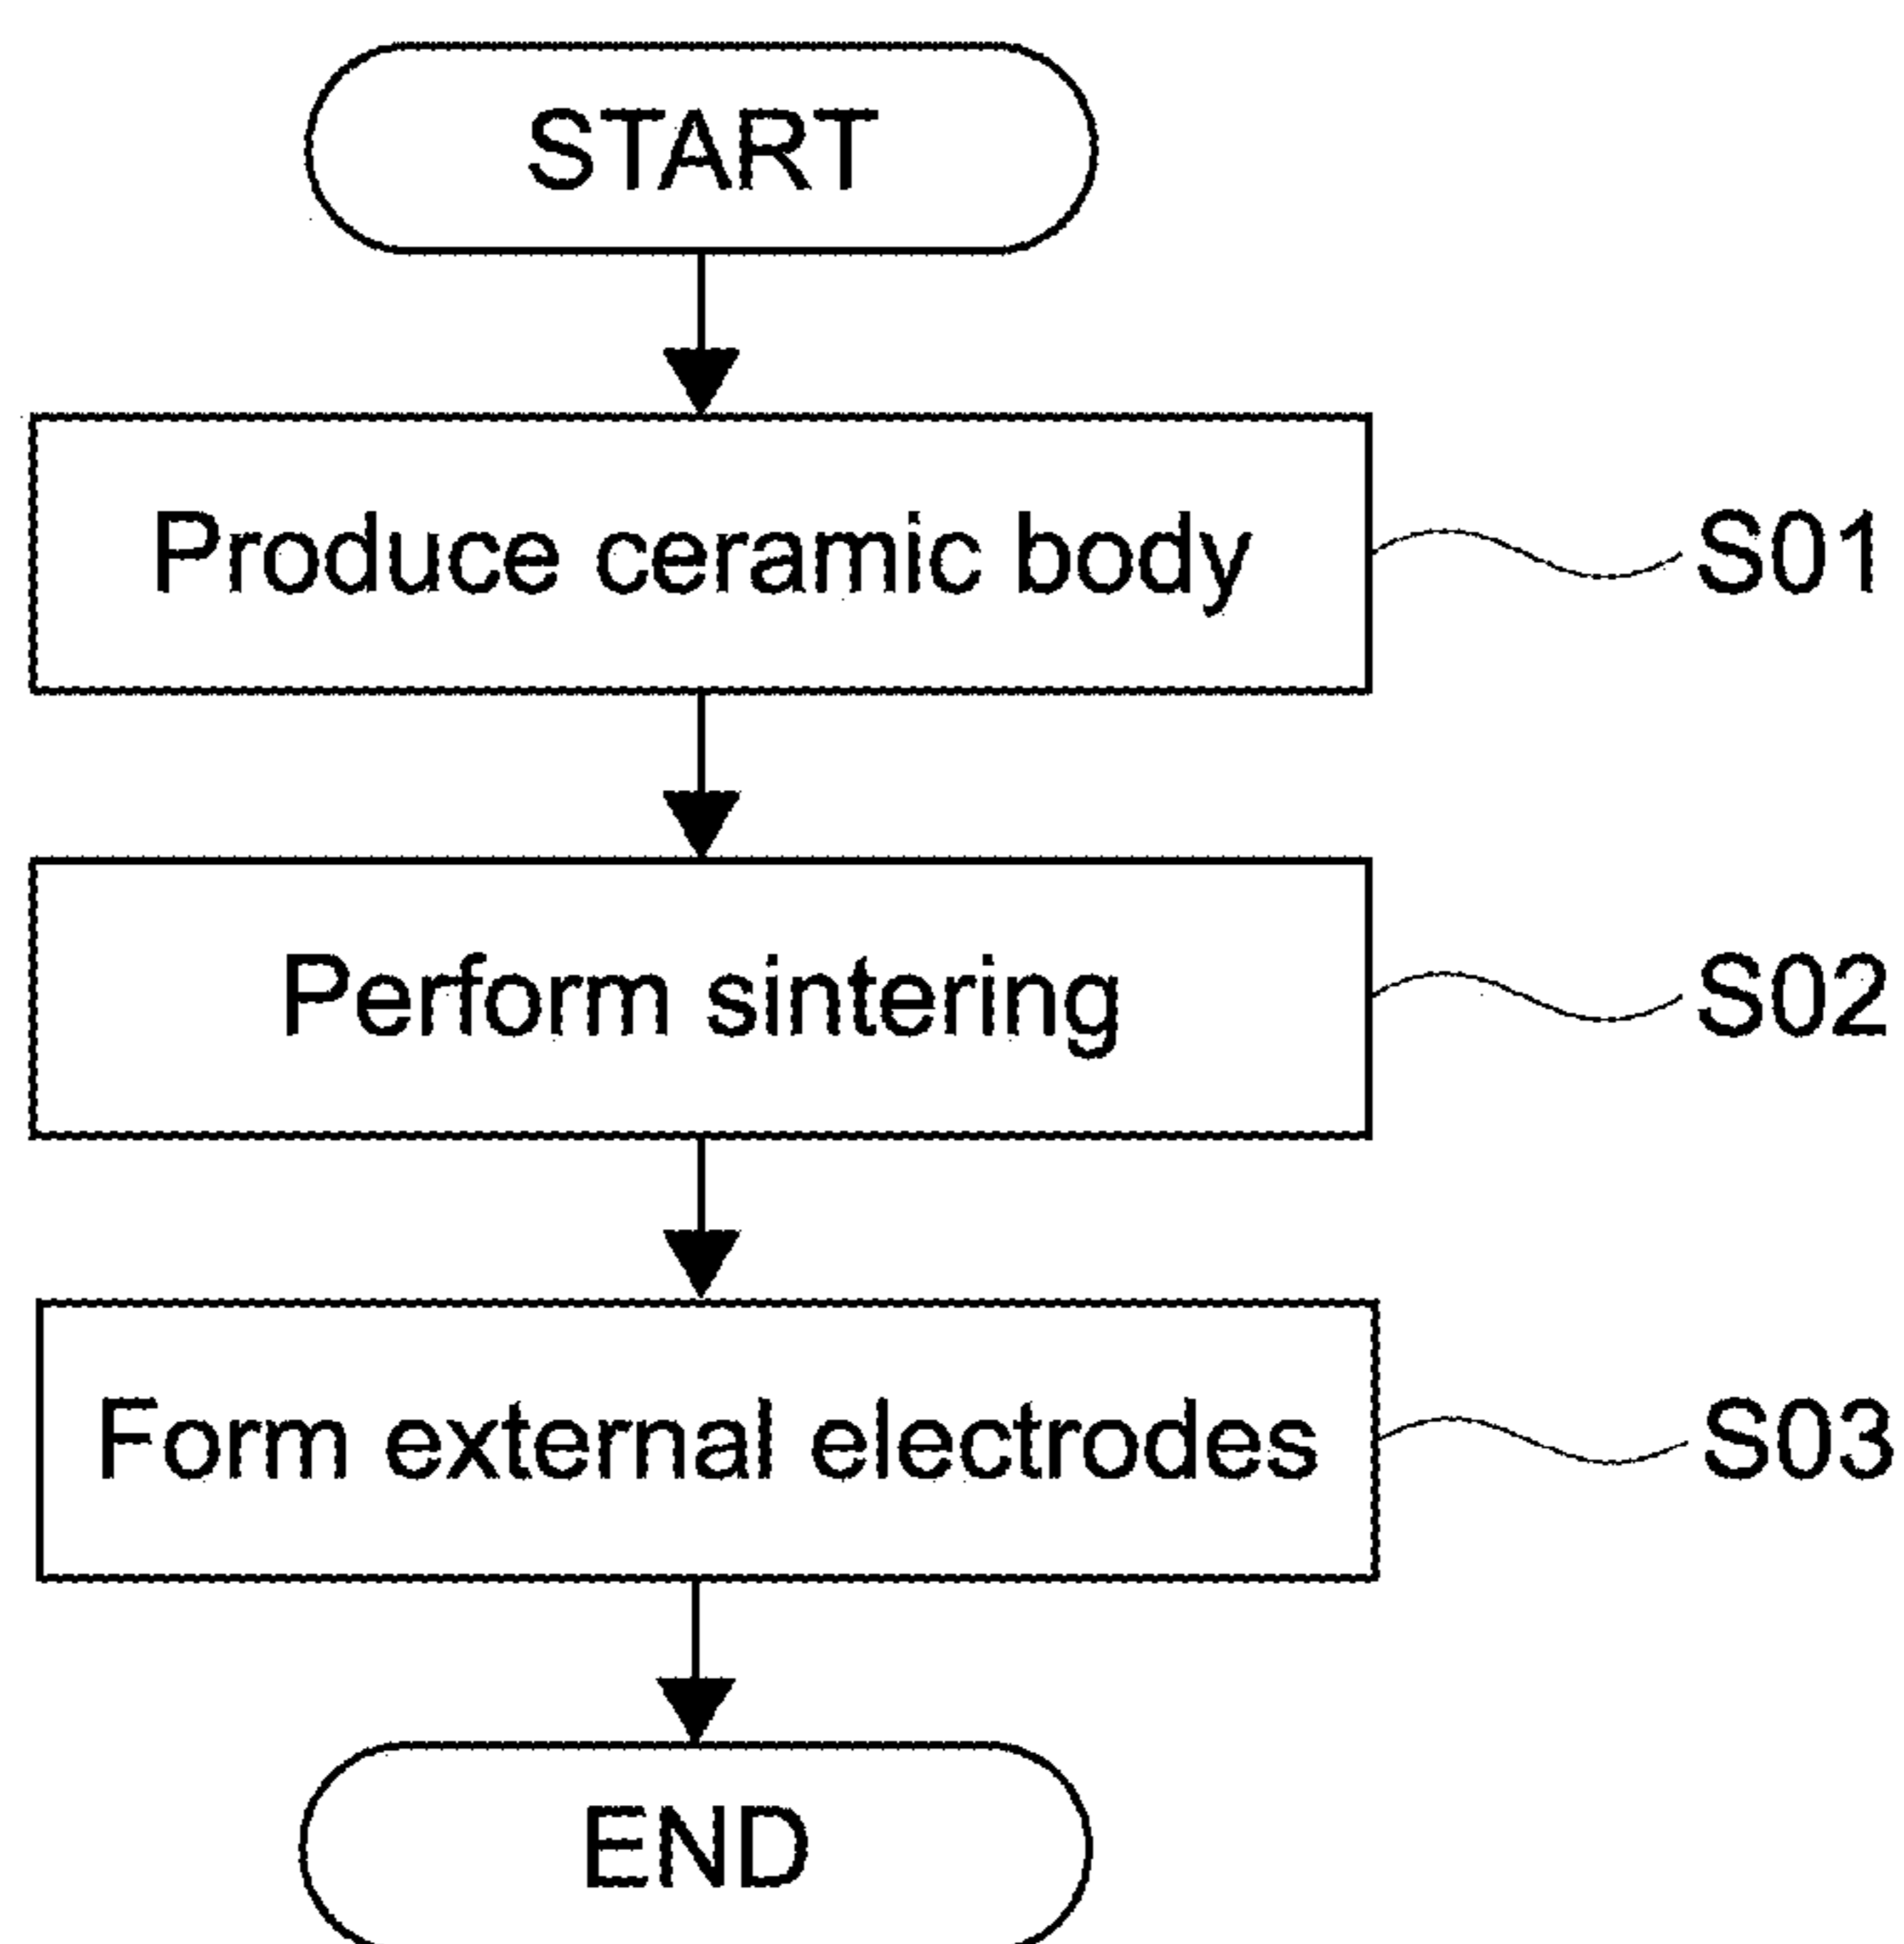 START
Produce ceramic body S01
Perform sintering S02
Form external electrodes S03
END